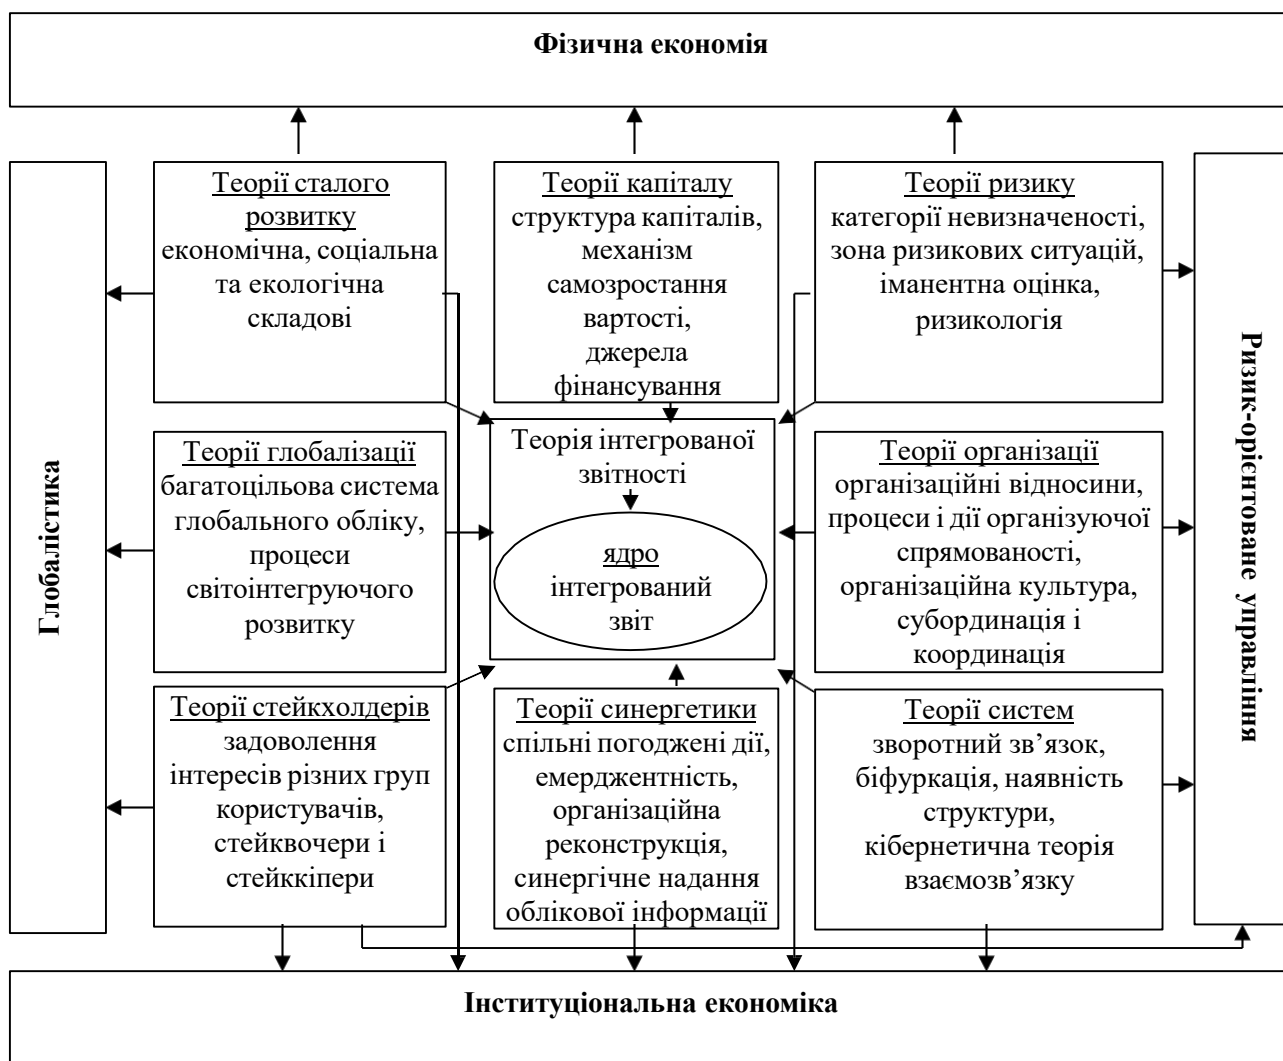 Фізична економія
Глобалістика
Теорії сталого
розвитку
економічна, соціальна
та екологічна
складові
Теорії капіталу
структура капіталів,
механізм
самозростання
вартості,
джерела
фінансування
Теорії ризику
категорії невизначеності,
зона ризикових ситуацій,
іманентна оцінка,
ризикологія
Теорії глобалізації
багатоцільова система
глобального обліку,
процеси
світоінтегруючого
розвитку
Теорія інтегрованої
звітності
ядро
інтегрований
звіт
Теорії організації
організаційні відносини,
процеси і дії організуючої
спрямованості,
організаційна культура,
субординація і
координація
Теорії стейкхолдерів
задоволення
інтересів різних груп
користувачів,
стейквочери і
стейккіпери
Теорії синергетики
спільні погоджені дії,
емерджентність,
організаційна
реконструкція,
синергічне надання
облікової інформації
Теорії систем
зворотний зв’язок,
біфуркація, наявність
структури,
кібернетична теорія
взаємозв’язку
Ризик-орієнтоване управління
Інституціональна економіка